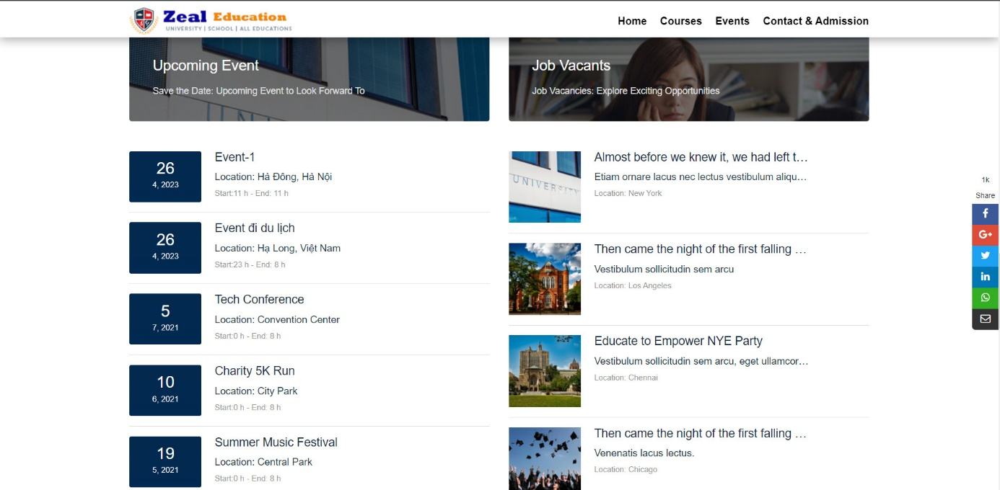 Zeal Education
UNIVERSITY | SCHOOL | ALL EDUCATIONS
Home Courses Events Contact & Admission
Upcoming Event
Save the Date: Upcoming Event to Look Forward To
Job Vacants
Job Vacancies: Explore Exciting Opportunities
26
4, 2023
Event-1
Location: Hà Đông, Hà Nội
Start:11 h - End: 11 h
26
4, 2023
Event đi du lịch
Location: Hạ Long, Việt Nam
Start:23 h - End: 8 h
5
7, 2021
Tech Conference
Location: Convention Center
Start:0 h - End: 8 h
10
6, 2021
Charity 5K Run
Location: City Park
Start:0 h - End: 8 h
19
5, 2021
Summer Music Festival
Location: Central Park
Start:0 h - End: 8 h
UNIVERSITY
Almost before we knew it, we had left t…
Etiam ornare lacus nec lectus vestibulum aliqu…
Location: New York
Then came the night of the first falling …
Vestibulum sollicitudin sem arcu
Location: Los Angeles
Educate to Empower NYE Party
Vestibulum sollicitudin sem arcu, eget ullamcor…
Location: Chennai
Then came the night of the first falling …
Venenatis lacus lectus.
Location: Chicago
1k
Share